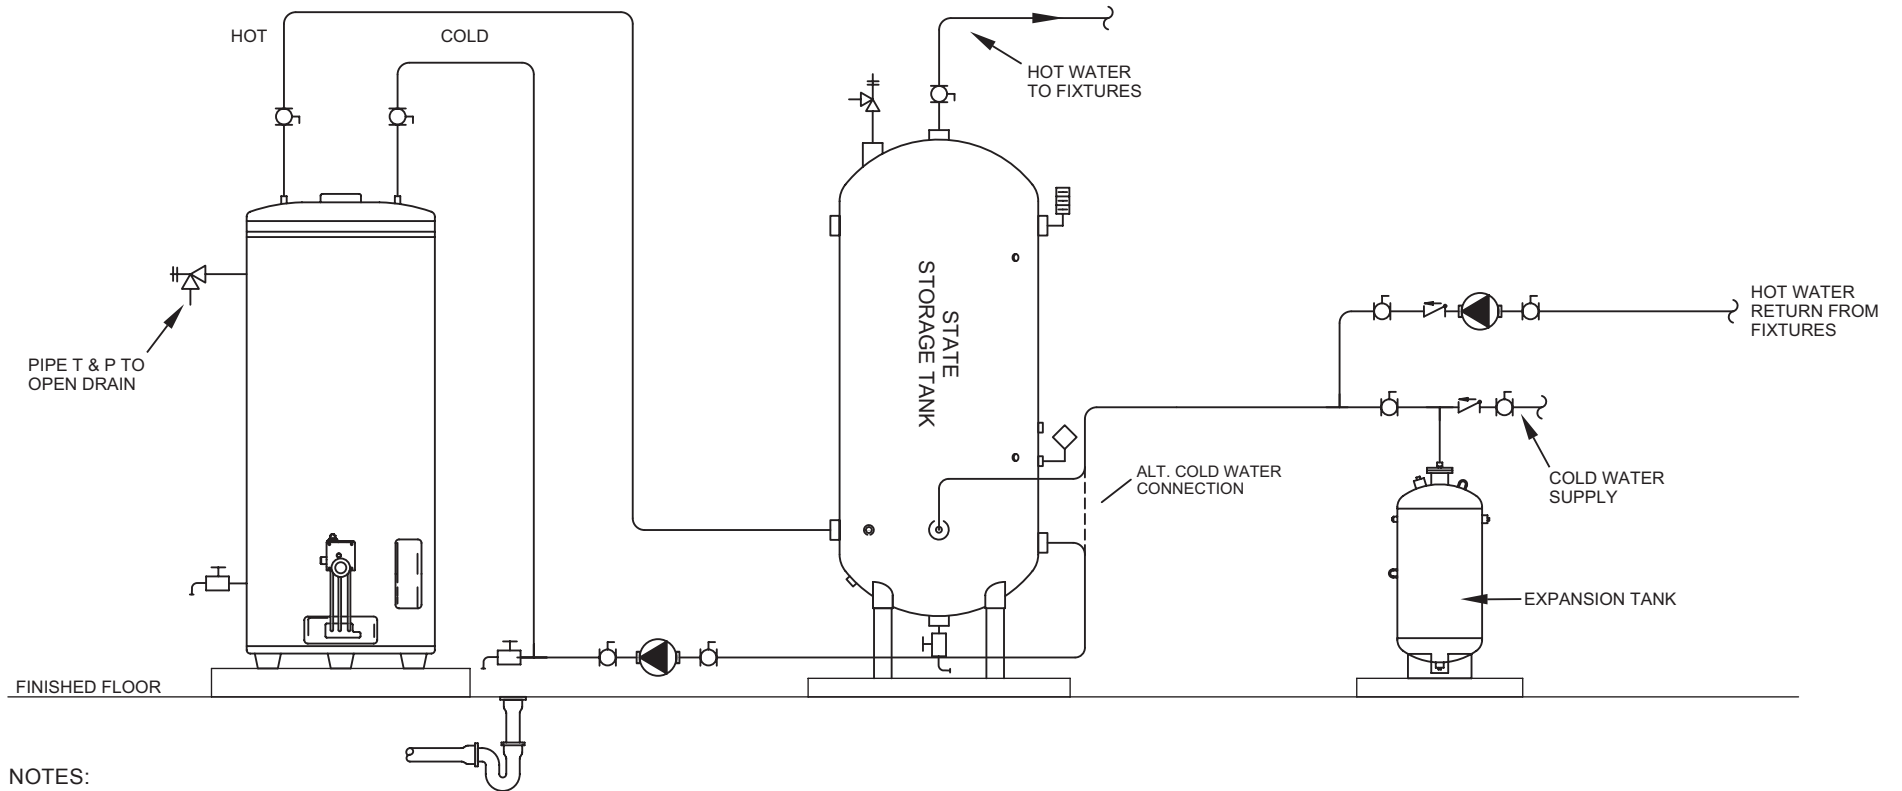 HOT
COLD
HOT WATER
TO FIXTURES
STATE
STORAGE TANK
PIPE T & P TO
OPEN DRAIN
HOT WATER
RETURN FROM
FIXTURES
ALT. COLD WATER
CONNECTION
COLD WATER
SUPPLY
EXPANSION TANK
FINISHED FLOOR
NOTES: